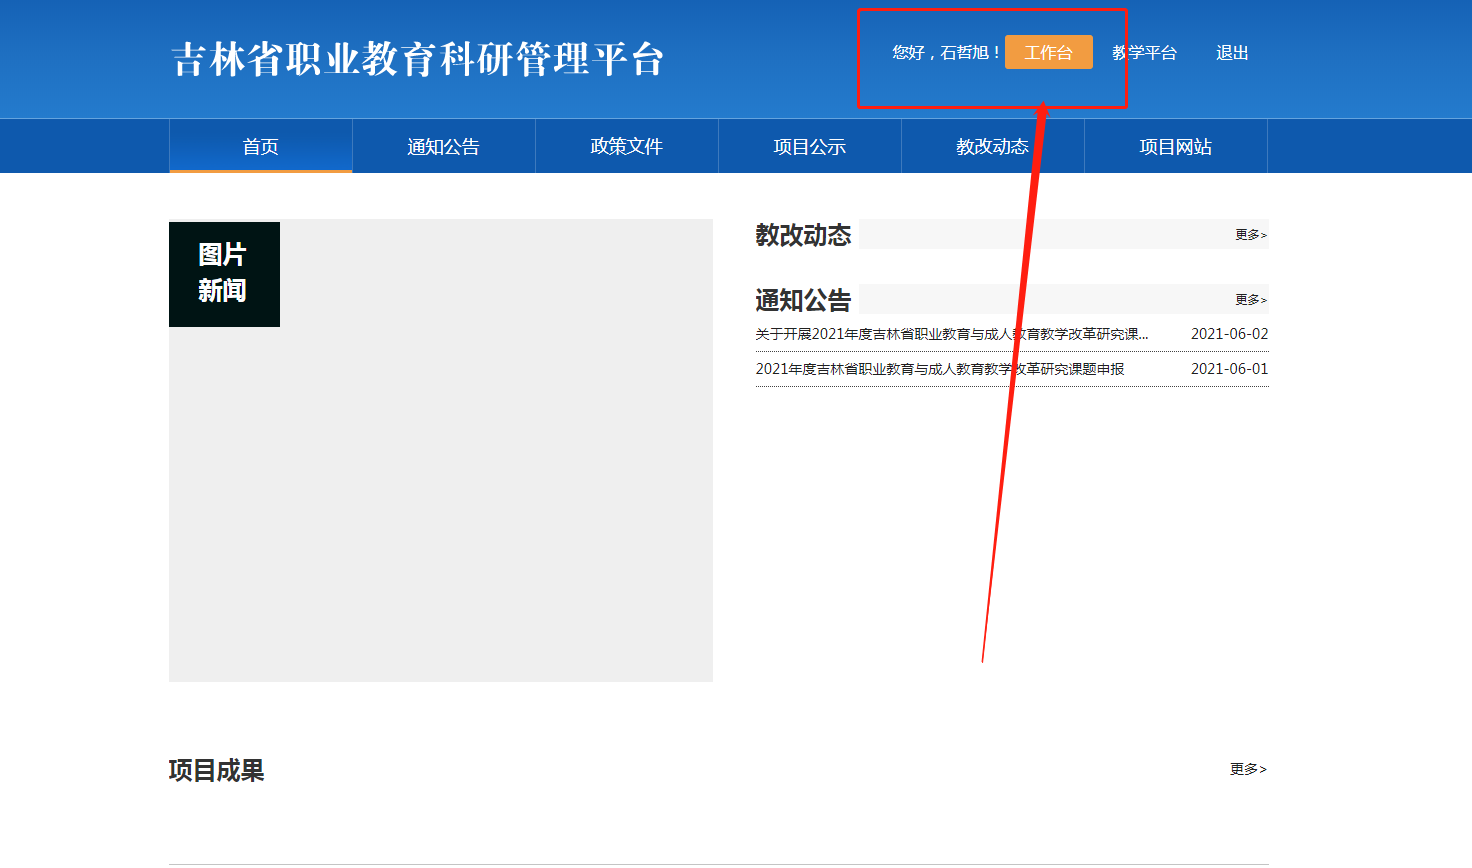 吉林省职业教育科研管理平台
您好，石哲旭！ 工作台 教学平台 退出
首页 通知公告 政策文件 项目公示 教改动态 项目网站
图片
新闻
教改动态 更多>
通知公告 更多>
关于开展2021年度吉林省职业教育与成人教育教学改革研究课... 2021-06-02
2021年度吉林省职业教育与成人教育教学改革研究课题申报 2021-06-01
项目成果 更多>